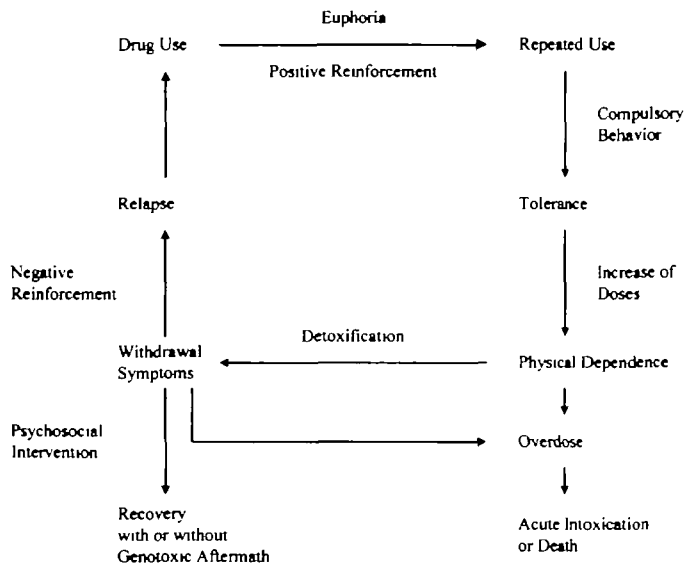 Euphoria
Drug Use
Repeated Use
Positive Reinforcement
Compulsory
Behavior
Relapse
Tolerance
Negative
Reinforcement
Increase of
Doses
Detoxification
Withdrawal
Symptoms
Physical Dependence
Psychosocial
Intervention
Overdose
Recovery
with or without
Genotoxic Aftermath
Acute Intoxication
or Death